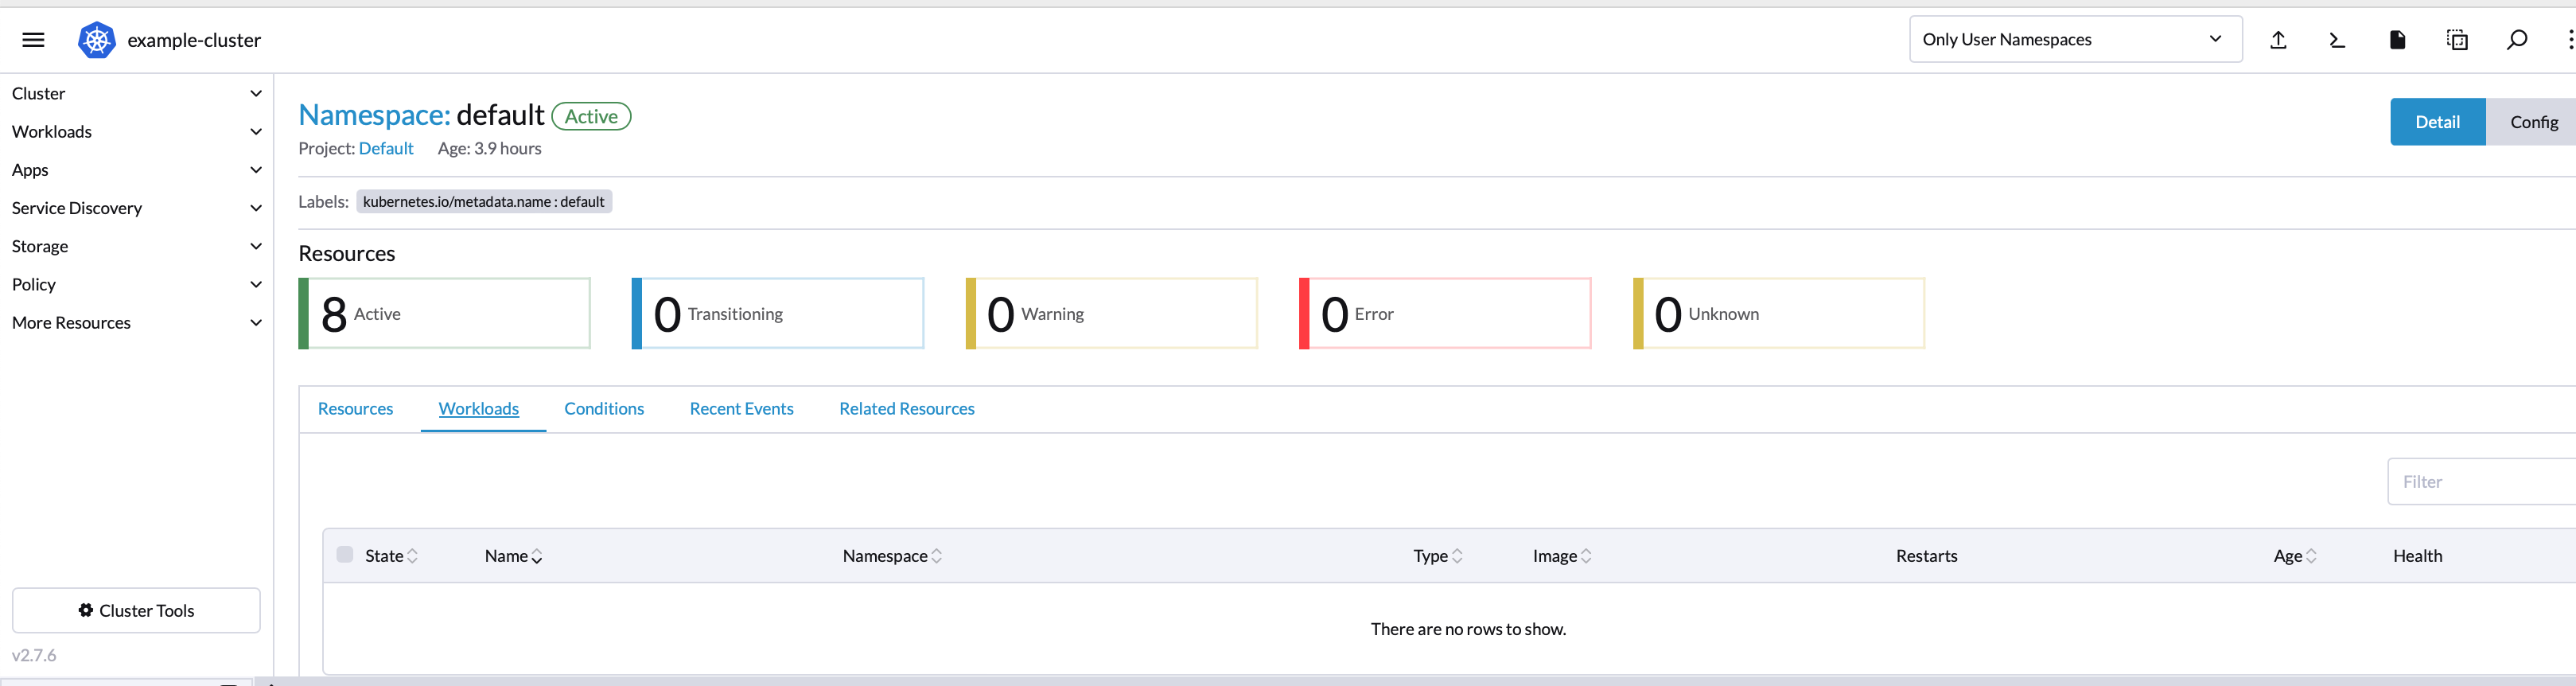 example-cluster
Only User Namespaces
Cluster
Workloads
Apps
Service Discovery
Storage
Policy
More Resources
Cluster Tools
v2.7.6
Namespace: default Active
Project: Default Age: 3.9 hours
Detail Config
Labels: kubernetes.io/metadata.name : default
Resources
8 Active 0 Transitioning 0 Warning 0 Error 0 Unknown
Resources Workloads Conditions Recent Events Related Resources
Filter
State Name Namespace Type Image Restarts Age Health
There are no rows to show.